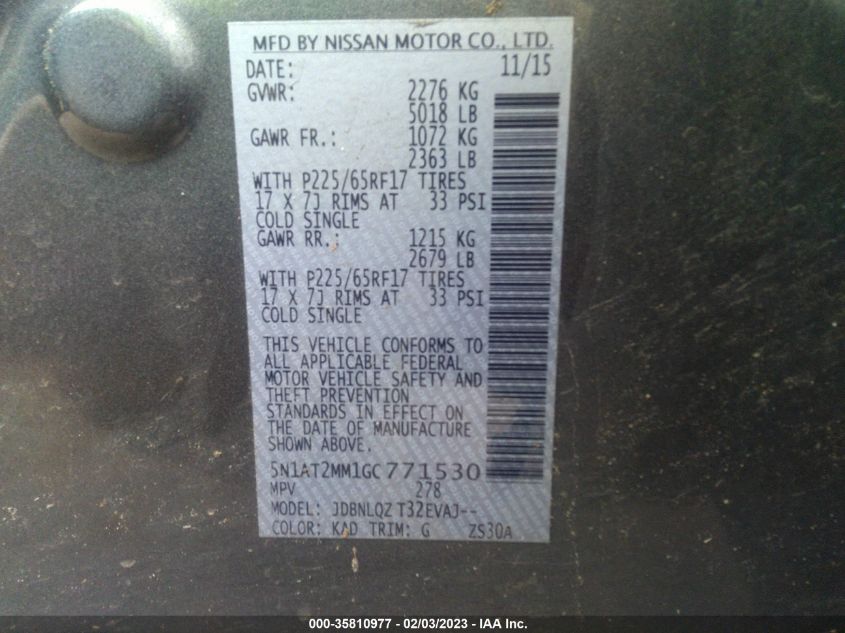 MFD BY NISSAN MOTOR CO., LTD.
DATE: 11/15
GVWR: 2276 KG
5018 LB
GAWR FR.: 1072 KG
2363 LB
WITH P225/65RF17 TIRES
17 X 7J RIMS AT 33 PSI
COLD SINGLE
GAWR RR.: 1215 KG
2679 LB
WITH P225/65RF17 TIRES
17 X 7J RIMS AT 33 PSI
COLD SINGLE
THIS VEHICLE CONFORMS TO
ALL APPLICABLE FEDERAL
MOTOR VEHICLE SAFETY AND
THEFT PREVENTION
STANDARDS IN EFFECT ON
THE DATE OF MANUFACTURE
SHOWN ABOVE.
5N1AT2MM1GC771530
MPV 278
MODEL: JDBNLQZ T32EVAJ--
COLOR: KAD TRIM: G ZS30A
000-35810977 - 02/03/2023 - IAA Inc.